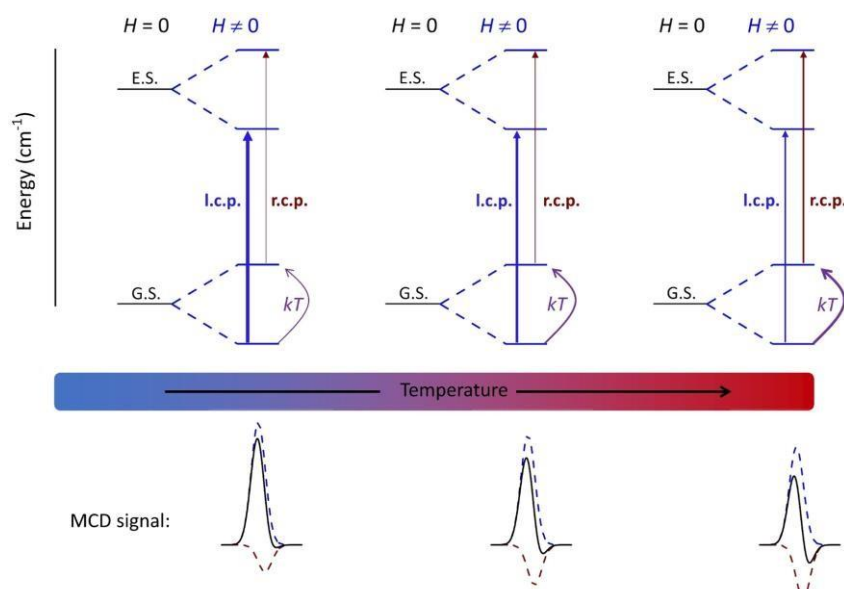 H = 0 H ≠ 0 H = 0 H ≠ 0 H = 0 H ≠ 0
E.S. E.S. E.S.
Energy (cm⁻¹)
l.c.p. r.c.p. l.c.p. r.c.p. l.c.p. r.c.p.
G.S. G.S. G.S.
kT kT kT
Temperature
MCD signal: